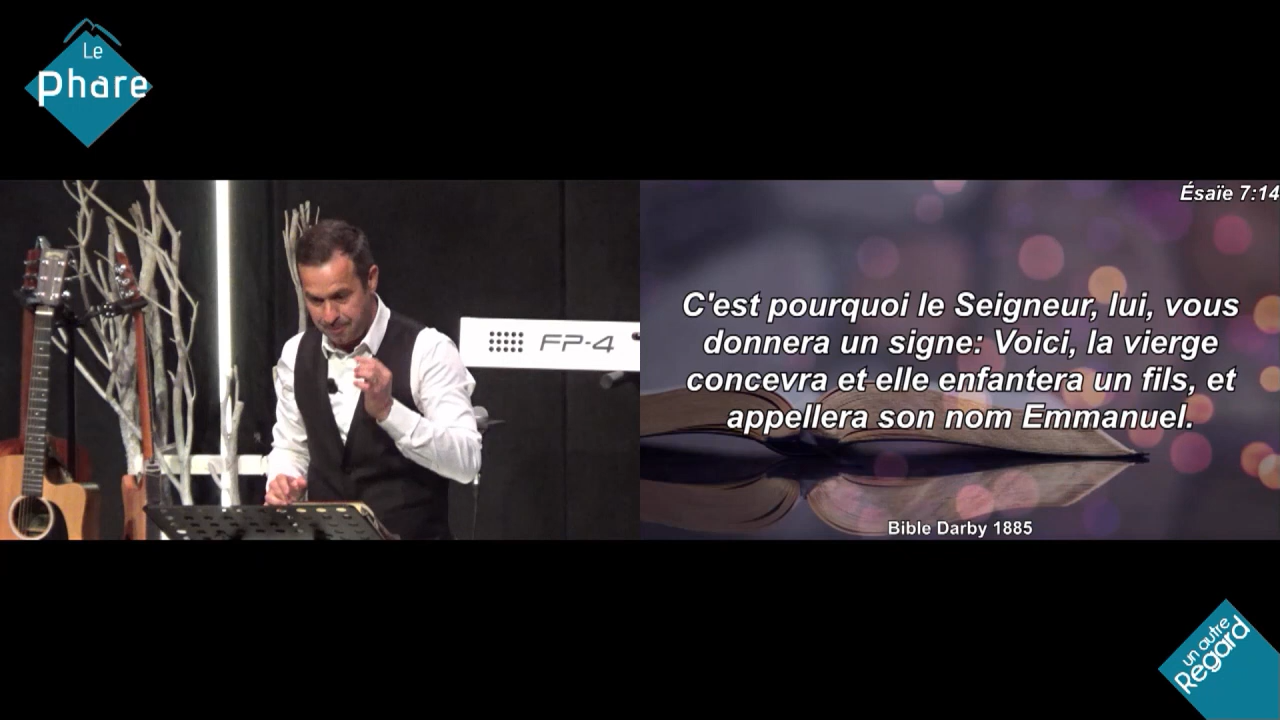 Le
Phare
FP-4
Ésaïe 7:14
C'est pourquoi le Seigneur, lui, vous
donnera un signe: Voici, la vierge
concevra et elle enfantera un fils, et
appellera son nom Emmanuel.
Bible Darby 1885
un autre
Regard